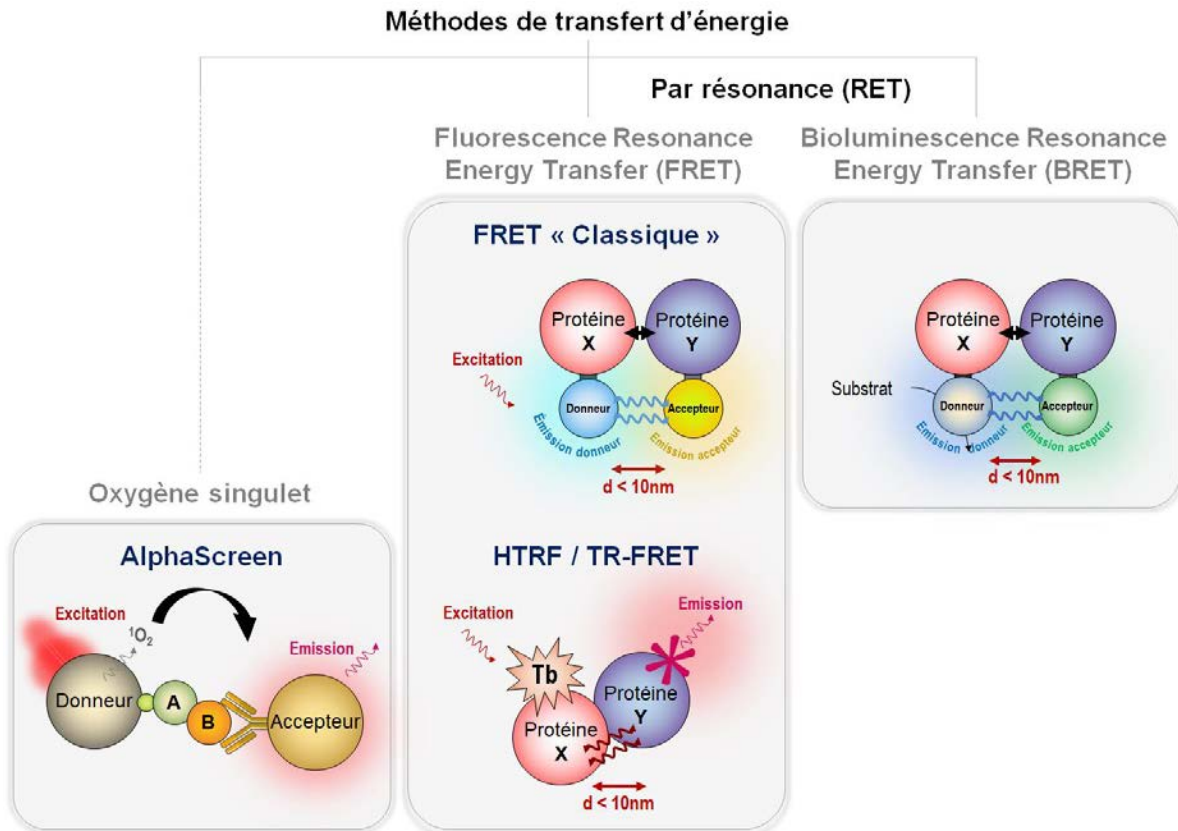 Méthodes de transfert d'énergie
Par résonance (RET)
Fluorescence Resonance
Energy Transfer (FRET)
Bioluminescence Resonance
Energy Transfer (BRET)
FRET « Classique »
Protéine
X
Protéine
Y
Excitation
Donneur
Accepteur
Émission donneur
Emission accepteur
d < 10nm
Protéine
X
Protéine
Y
Substrat
Donneur
Accepteur
Emission donneur
Emission accepteur
d < 10nm
Oxygène singulet
AlphaScreen
Excitation
¹O₂
Emission
Donneur
A
B
Accepteur
HTRF / TR-FRET
Excitation
Emission
Tb
Protéine
Y
Protéine
X
d < 10nm